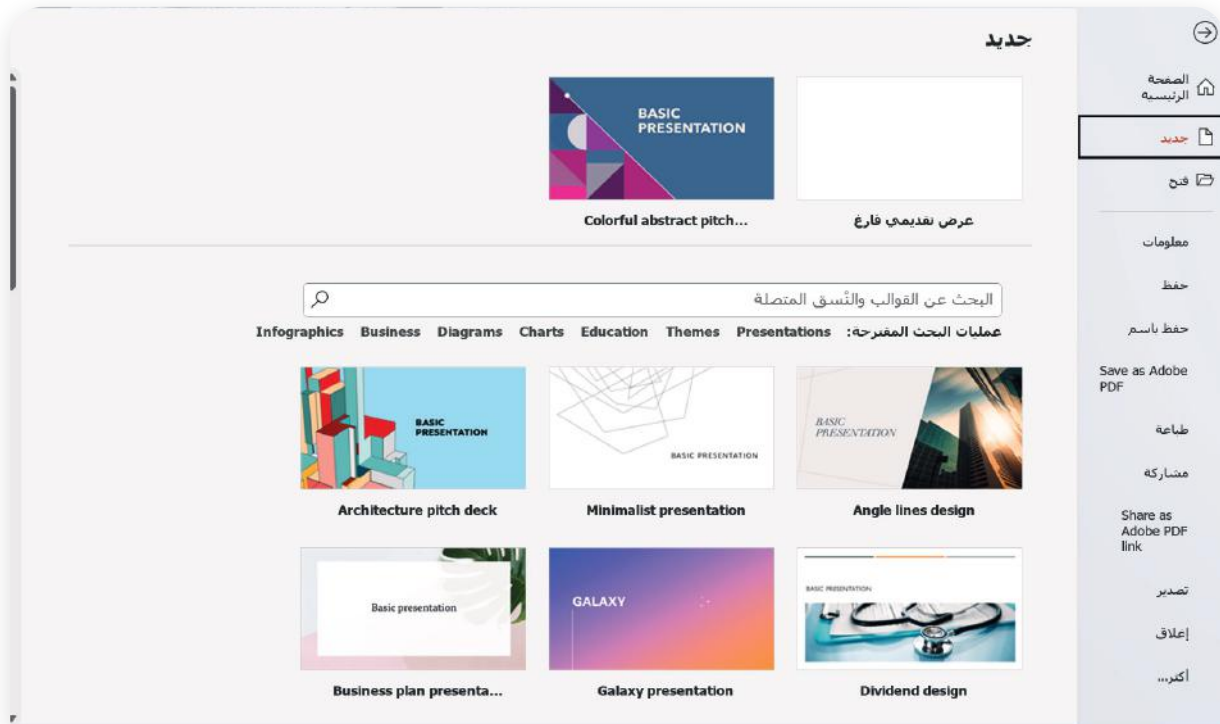 جديد
BASIC
PRESENTATION
عرض تقديمي فارغ
Colorful abstract pitch...
البحث عن القوالب والنُسق المتصلة
عمليات البحث المقترحة: Presentations Themes Education Charts Diagrams Business Infographics
BASIC
PRESENTATION
BASIC PRESENTATION
BASIC
PRESENTATION
Angle lines design
Minimalist presentation
Architecture pitch deck
BASIC PRESENTATION
GALAXY
Basic presentation
Dividend design
Galaxy presentation
Business plan presenta...
الصفحة
الرئيسية
جديد
فتح
معلومات
حفظ
حفظ باسم
Save as Adobe
PDF
طباعة
مشاركة
Share as
Adobe PDF
link
تصدير
إغلاق
أكثر...